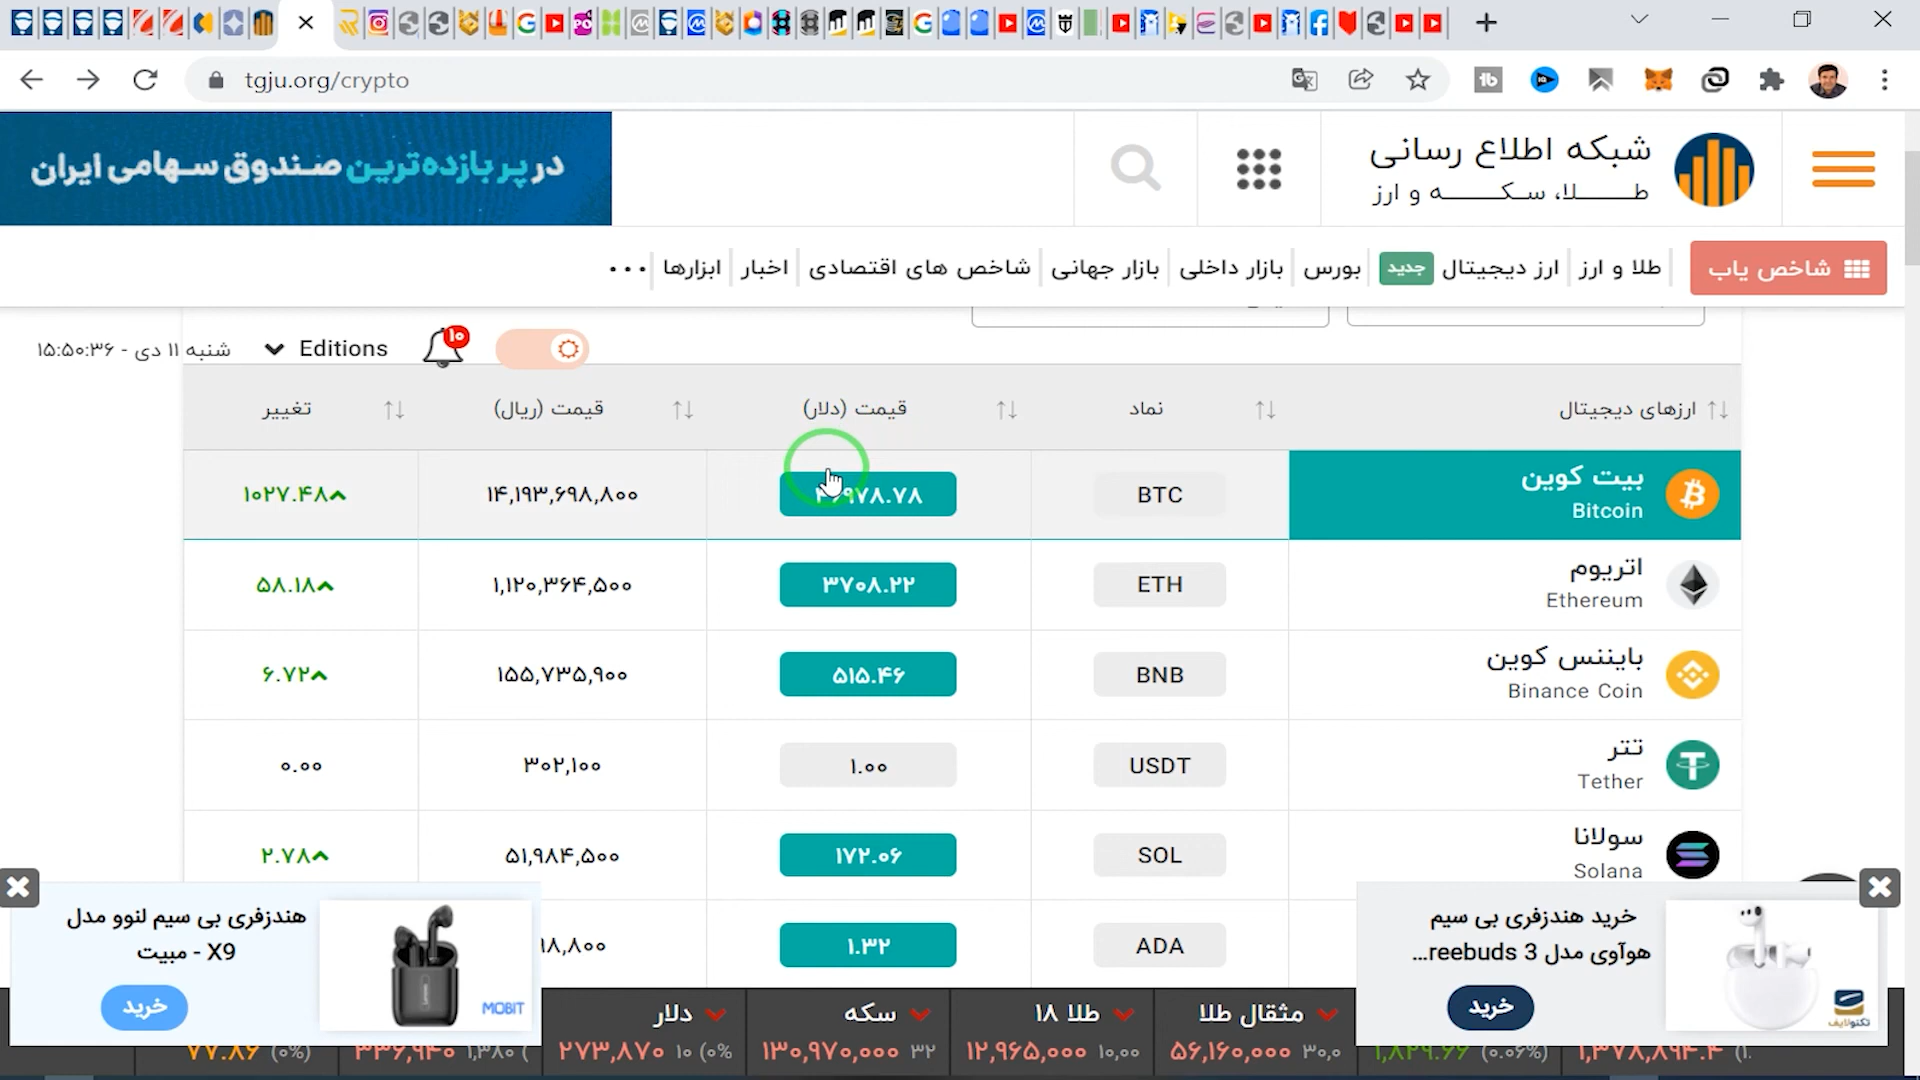 tgju.org/crypto
در پر بازده‌ترین صندوق سهامی ایران
شبکه اطلاع رسانی
طلا، سکه و ارز
شاخص یاب
طلا و ارز
ارز دیجیتال جدید
بورس
بازار داخلی
بازار جهانی
شاخص های اقتصادی
اخبار
ابزارها
شنبه ۱۱ دی - ۱۵:۵۰:۳۶
Editions
۱۰
ارزهای دیجیتال نماد قیمت (دلار) قیمت (ریال) تغییر
بیت کوین
Bitcoin
BTC
۱۴,۱۹۳,۶۹۸,۸۰۰
۱۰۲۷.۴۸
اتریوم
Ethereum
ETH
۳۷۰۸.۲۲
۱,۱۲۰,۳۶۴,۵۰۰
۵۸.۱۸
بایننس کوین
Binance Coin
BNB
۵۱۵.۴۶
۱۵۵,۷۳۵,۹۰۰
۶.۷۲
تتر
Tether
USDT
۱.۰۰
۳۰۲,۱۰۰
۰.۰۰
سولانا
Solana
SOL
۱۷۲.۰۶
۵۱,۹۸۴,۵۰۰
۲.۷۸
ADA
۱.۳۲
هندزفری بی سیم لنوو مدل
X9 - مبیت
خرید
MOBIT
خرید هندزفری بی سیم
هوآوی مدل reebuds 3...
خرید
تکنولایف
مثقال طلا
۵۶,۱۶۰,۰۰۰
طلا ۱۸
۱۲,۹۶۵,۰۰۰
سکه
۱۳۰,۹۷۰,۰۰۰
دلار
۲۷۳,۸۷۰